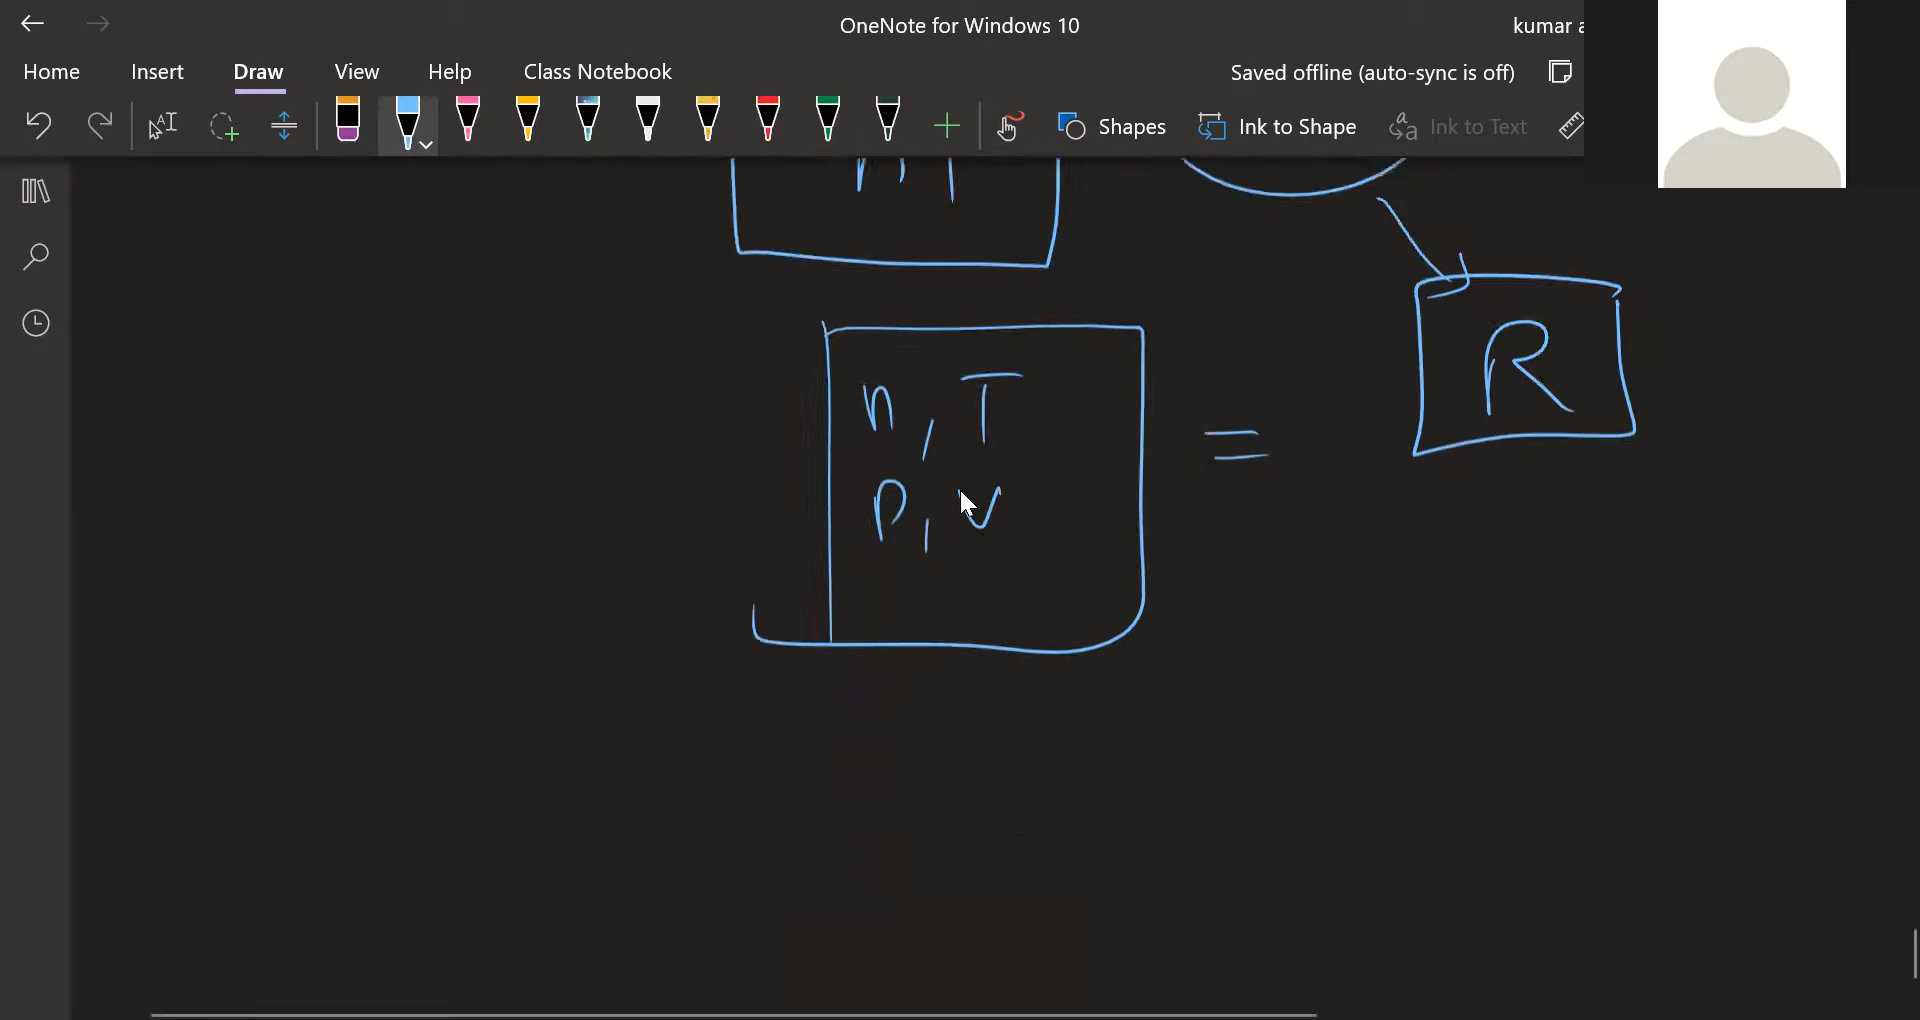 OneNote for Windows 10
kumar a
Home Insert Draw View Help Class Notebook
Saved offline (auto-sync is off)
Shapes Ink to Shape Ink to Text
R
n, T
=
P, V